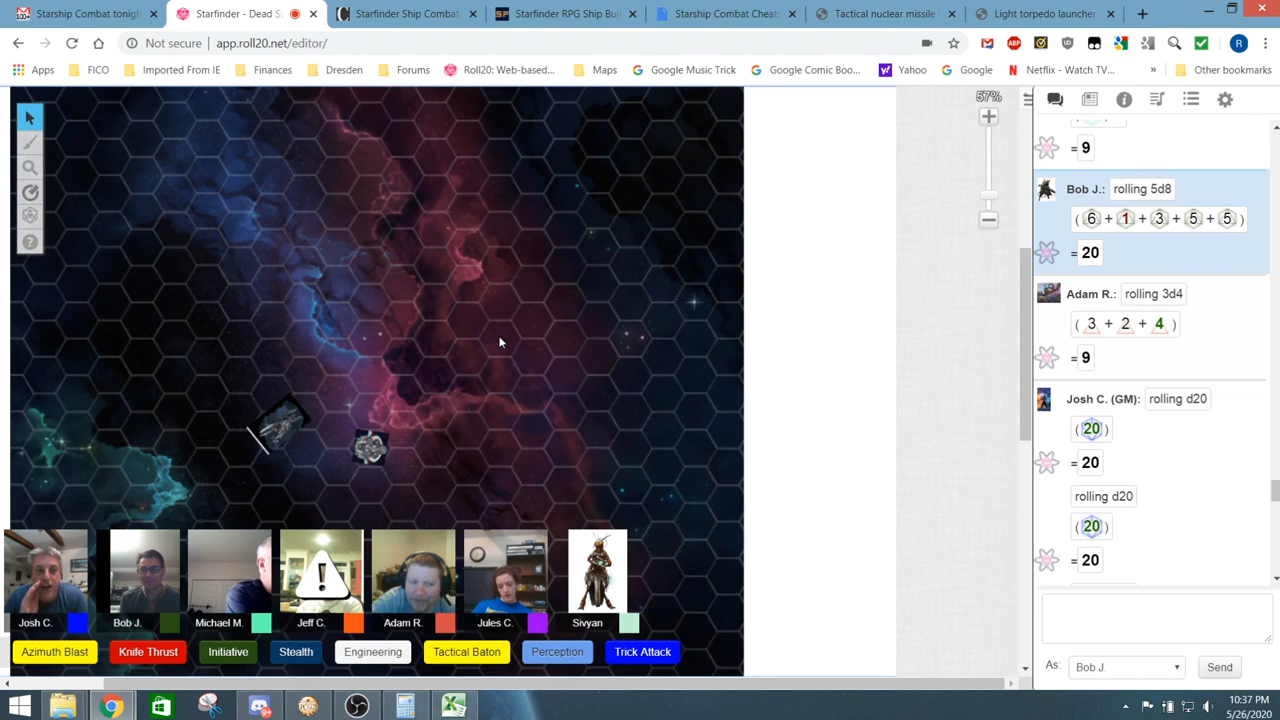 Starship Combat tonigh
Starfinder - Dead S
Starfinder Ship Combat
Starfinder RPG Ship Bui
Starship Combat Cheats
Tactical nuclear missile
Light torpedo launcher
Not secure
app.roll20.net/editor/
Apps
FICO
Imported From IE
Finances
Dresden
Forums
Roll20: Web-based...
Maps
Google Music Trick
Google Comic Boo...
Yahoo
Google
Netflix - Watch TV...
»
Other bookmarks
57%
= 9
Bob J.: rolling 5d8
(6 + 1 + 3 + 5 + 5)
= 20
Adam R.: rolling 3d4
(3 + 2 + 4)
= 9
Josh C. (GM): rolling d20
(20)
= 20
rolling d20
(20)
= 20
Josh C.
Bob J.
Michael M.
Jeff C.
Adam R.
Jules C.
Sivyan
Azimuth Blast
Knife Thrust
Initiative
Stealth
Engineering
Tactical Baton
Perception
Trick Attack
As: Bob J.
Send
10:37 PM
5/26/2020